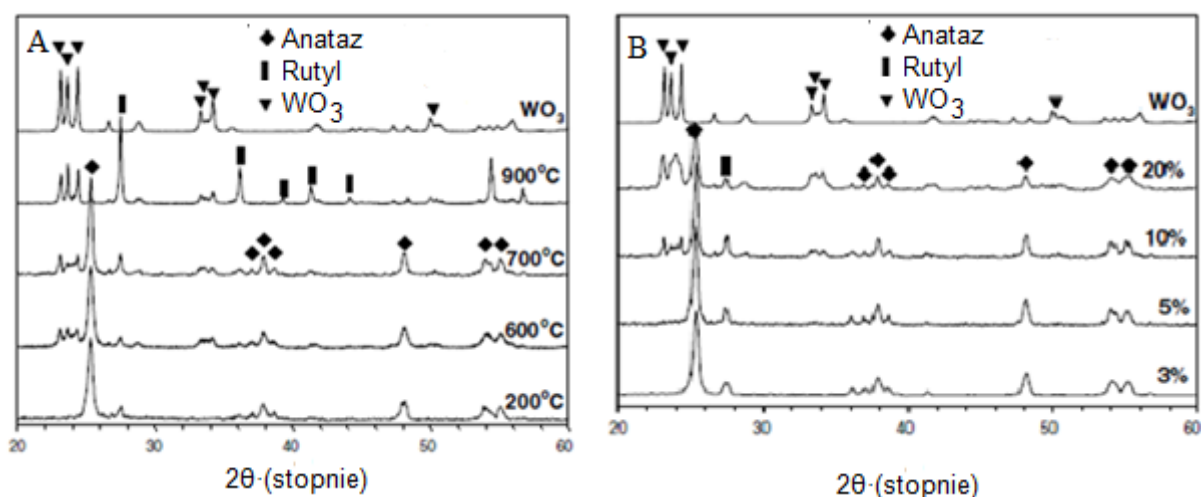 A
Anataz
Rutyl
WO3
WO3
900°C
700°C
600°C
200°C
20 30 40 50 60
2θ·(stopnie)
B
Anataz
Rutyl
WO3
WO3
20%
10%
5%
3%
20 30 40 50 60
2θ·(stopnie)